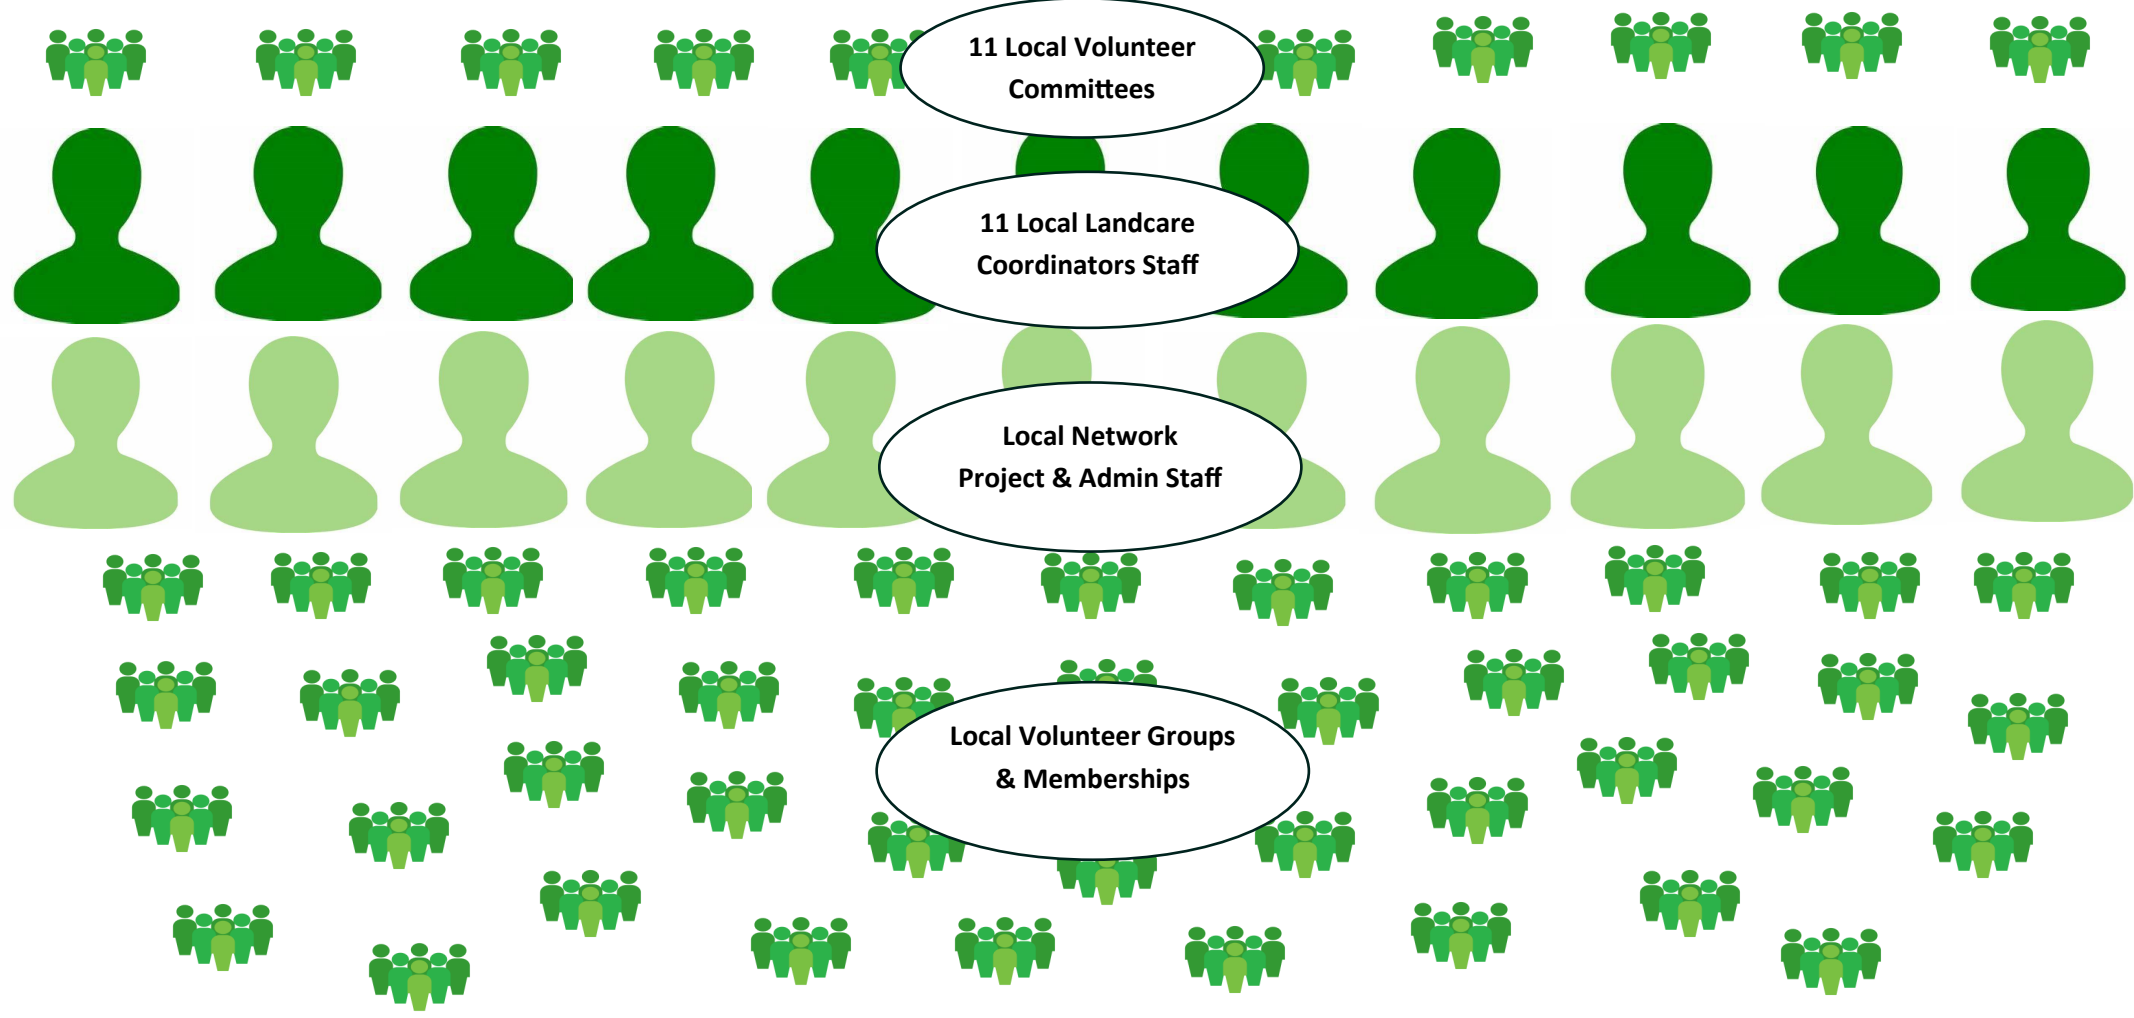 11 Local Volunteer
Committees
11 Local Landcare
Coordinators Staff
Local Network
Project & Admin Staff
Local Volunteer Groups
& Memberships